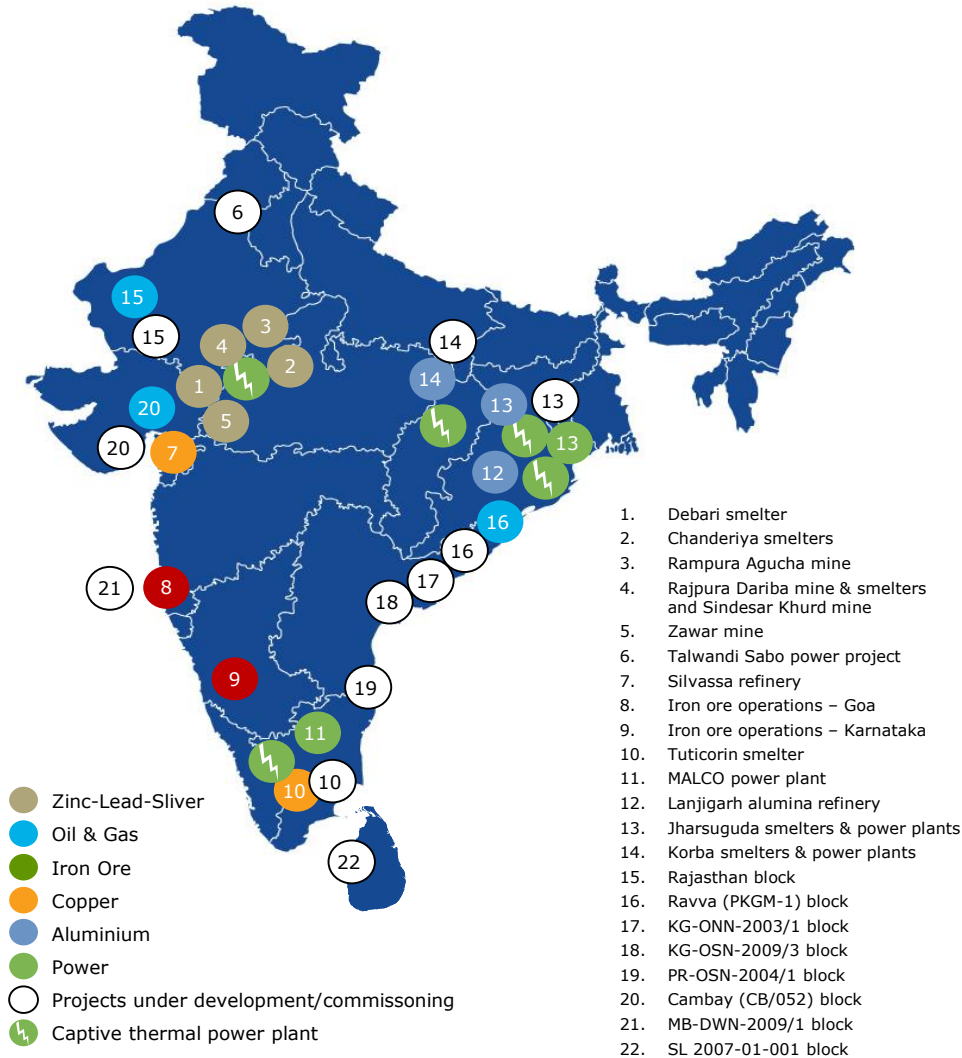 6
15
15
3
4
2
1
5
20
20
7
14
14
13
13
13
12
16
16
17
18
21
8
9
19
11
10
10
22
Zinc-Lead-Sliver
Oil & Gas
Iron Ore
Copper
Aluminium
Power
Projects under development/commissoning
Captive thermal power plant
1. Debari smelter
2. Chanderiya smelters
3. Rampura Agucha mine
4. Rajpura Dariba mine & smelters
and Sindesar Khurd mine
5. Zawar mine
6. Talwandi Sabo power project
7. Silvassa refinery
8. Iron ore operations – Goa
9. Iron ore operations – Karnataka
10. Tuticorin smelter
11. MALCO power plant
12. Lanjigarh alumina refinery
13. Jharsuguda smelters & power plants
14. Korba smelters & power plants
15. Rajasthan block
16. Ravva (PKGM-1) block
17. KG-ONN-2003/1 block
18. KG-OSN-2009/3 block
19. PR-OSN-2004/1 block
20. Cambay (CB/052) block
21. MB-DWN-2009/1 block
22. SL 2007-01-001 block